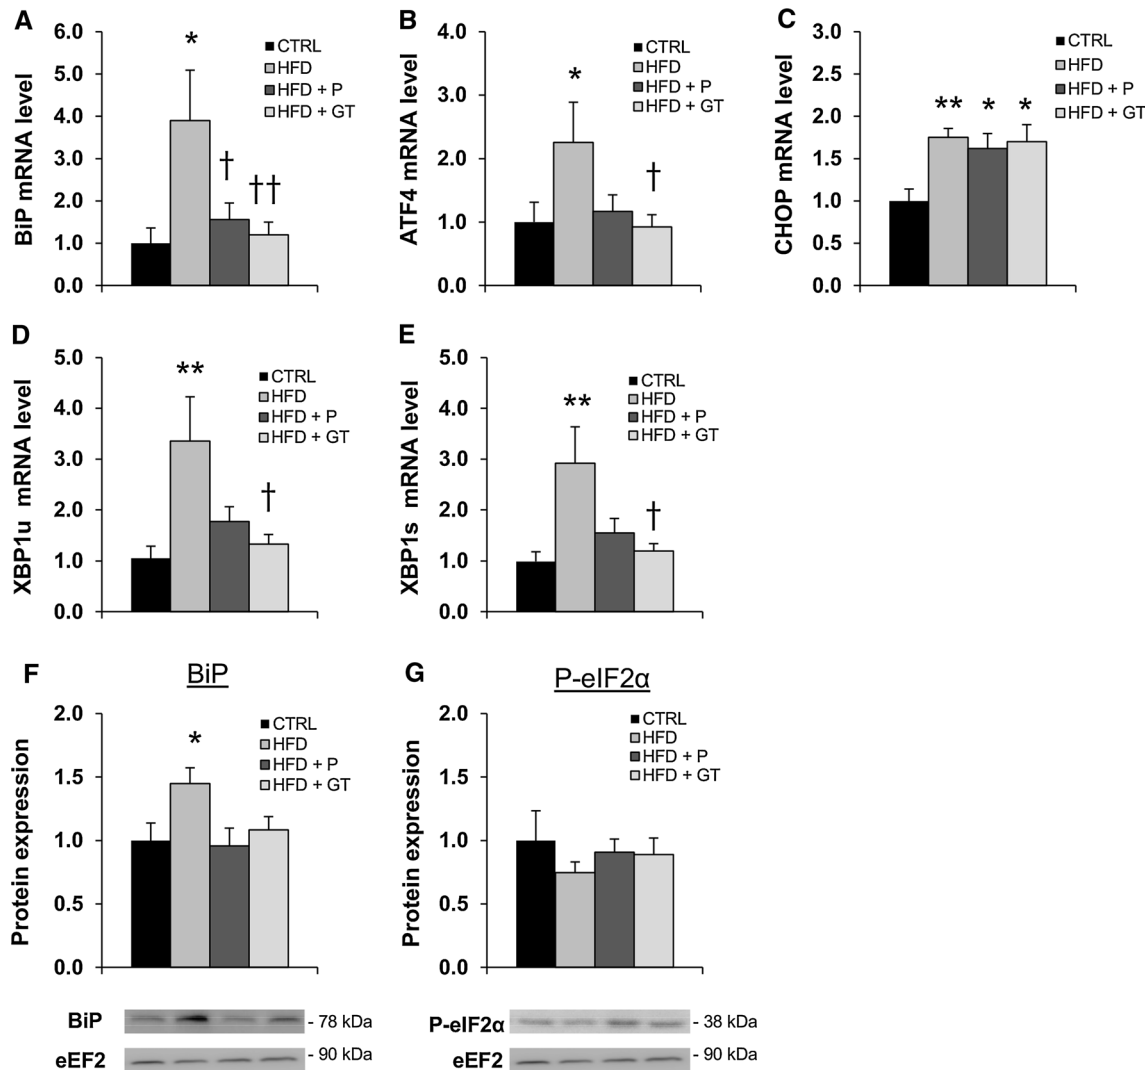 A
BiP mRNA level
6.0
5.0
4.0
3.0
2.0
1.0
0.0
*
†
††
CTRL
HFD
HFD + P
HFD + GT
B
ATF4 mRNA level
4.0
3.0
2.0
1.0
0.0
*
†
CTRL
HFD
HFD + P
HFD + GT
C
CHOP mRNA level
3.0
2.5
2.0
1.5
1.0
0.5
0.0
**
*
*
CTRL
HFD
HFD + P
HFD + GT
D
XBP1u mRNA level
5.0
4.0
3.0
2.0
1.0
0.0
**
†
CTRL
HFD
HFD + P
HFD + GT
E
XBP1s mRNA level
5.0
4.0
3.0
2.0
1.0
0.0
**
†
CTRL
HFD
HFD + P
HFD + GT
F
BiP
Protein expression
2.0
1.5
1.0
0.5
0.0
*
CTRL
HFD
HFD + P
HFD + GT
BiP
- 78 kDa
eEF2
- 90 kDa
G
P-eIF2α
Protein expression
2.0
1.5
1.0
0.5
0.0
CTRL
HFD
HFD + P
HFD + GT
P-eIF2α
- 38 kDa
eEF2
- 90 kDa